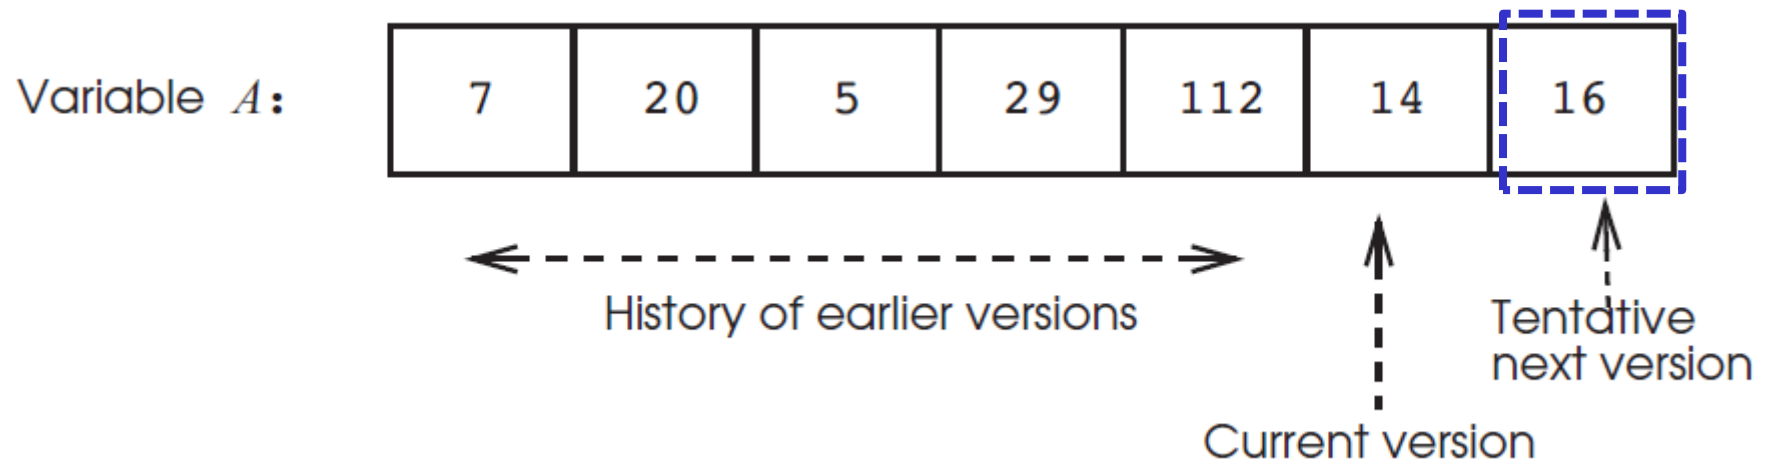 Variable A: 7 20 5 29 112 14 16
History of earlier versions
Tentative
next version
Current version